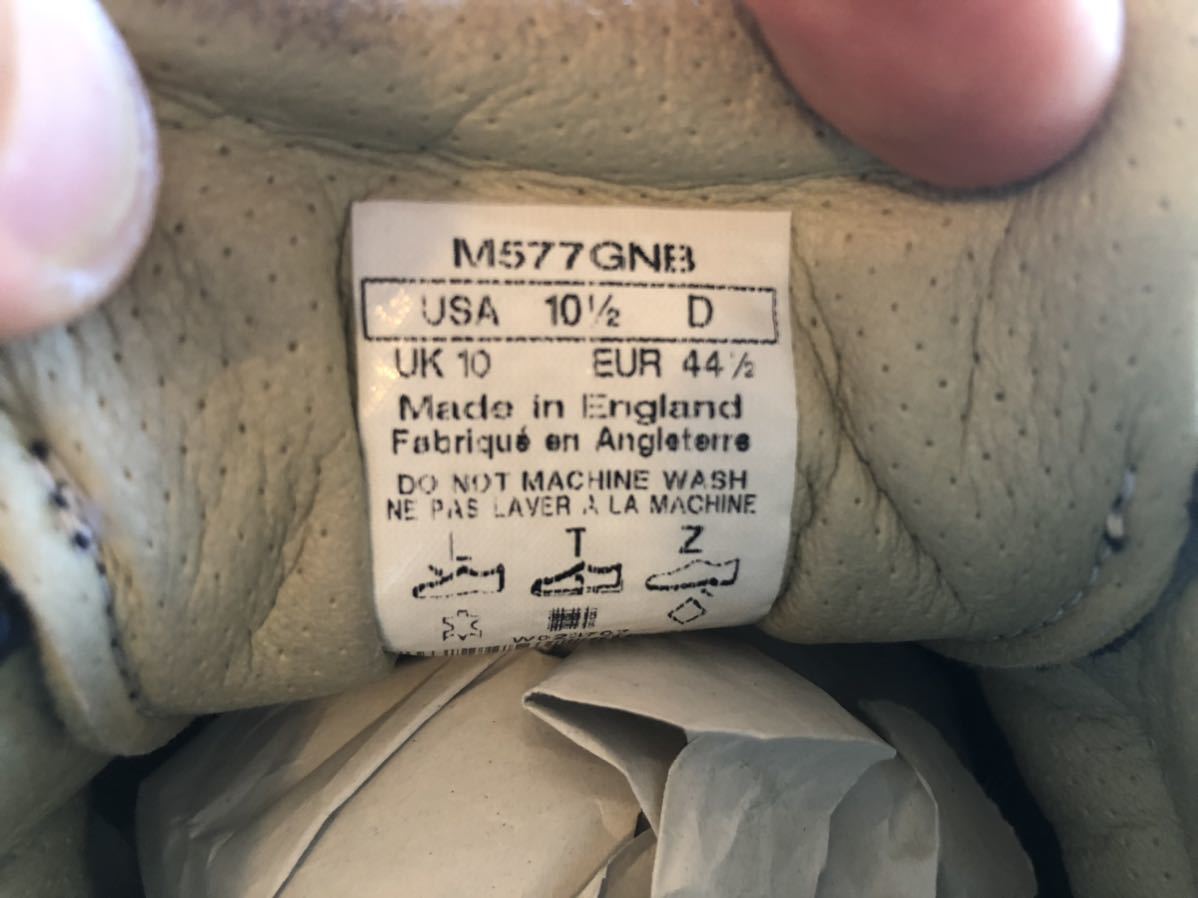 M577GNB
USA 10½ D
UK 10 EUR 44½
Made in England
Fabriqué en Angleterre
DO NOT MACHINE WASH
NE PAS LAVER À LA MACHINE
L T Z